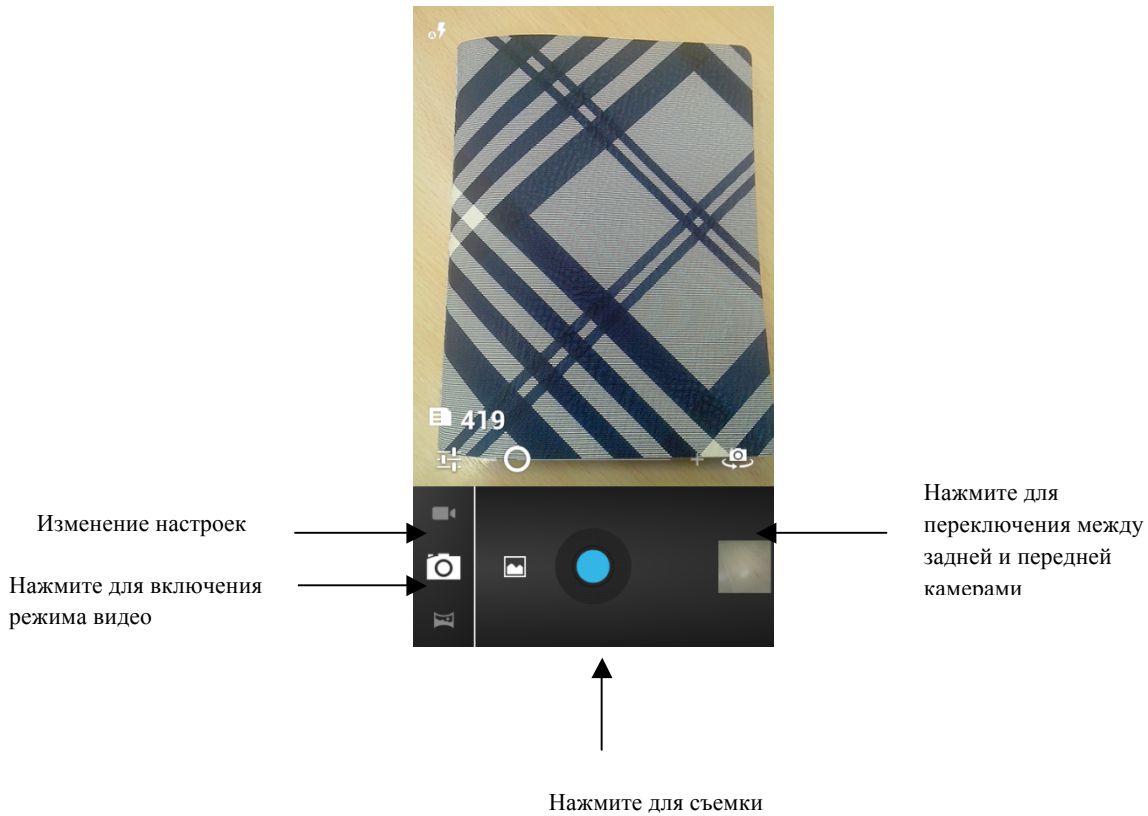 419
Изменение настроек
Нажмите для включения
режима видео
Нажмите для
переключения между
задней и передней
камерами
Нажмите для съемки